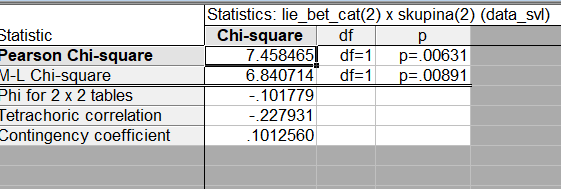 Statistics: lie_bet_cat(2) x skupina(2) (data_svl)
Statistic Chi-square df p
Pearson Chi-square 7.458465 df=1 p=.00631
M-L Chi-square 6.840714 df=1 p=.00891
Phi for 2 x 2 tables -.101779
Tetrachoric correlation -.227931
Contingency coefficient .1012560